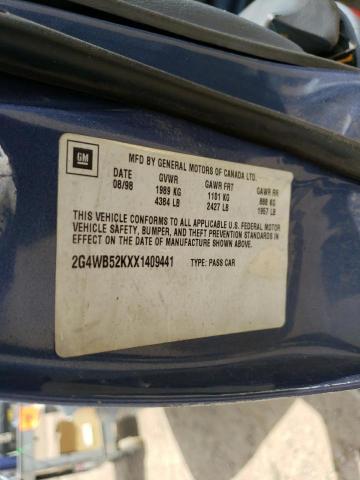 GM
MFD BY GENERAL MOTORS OF CANADA LTD.
DATE GVWR GAWR FRT GAWR RR
08/98 1989 KG 1101 KG 888 KG
4384 LB 2427 LB 1957 LB
THIS VEHICLE CONFORMS TO ALL APPLICABLE U.S. FEDERAL MOTOR
VEHICLE SAFETY, BUMPER, AND THEFT PREVENTION STANDARDS IN
EFFECT ON THE DATE OF MANUFACTURE SHOWN ABOVE.
2G4WB52KXX1409441 TYPE: PASS CAR